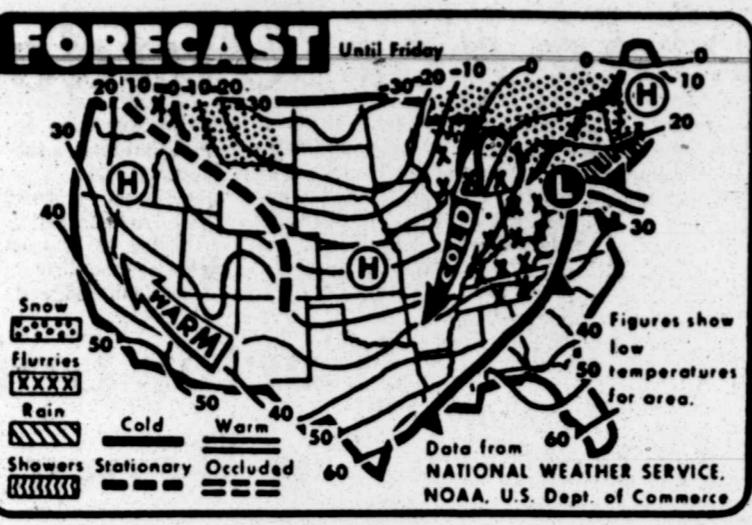 FORECAST Until Friday
20 10 -0 -10 -20 -30 -30 -20 -10 0 0 0
H 10
30 20
H
L
40 30
COLD
H
WARM
Snow
Flurries
Rain
Showers
50
50
40
50
60
40
50
60
Figures show
low
temperatures
for area.
Cold Warm
Stationary Occluded
Data from
NATIONAL WEATHER SERVICE,
NOAA, U.S. Dept. of Commerce